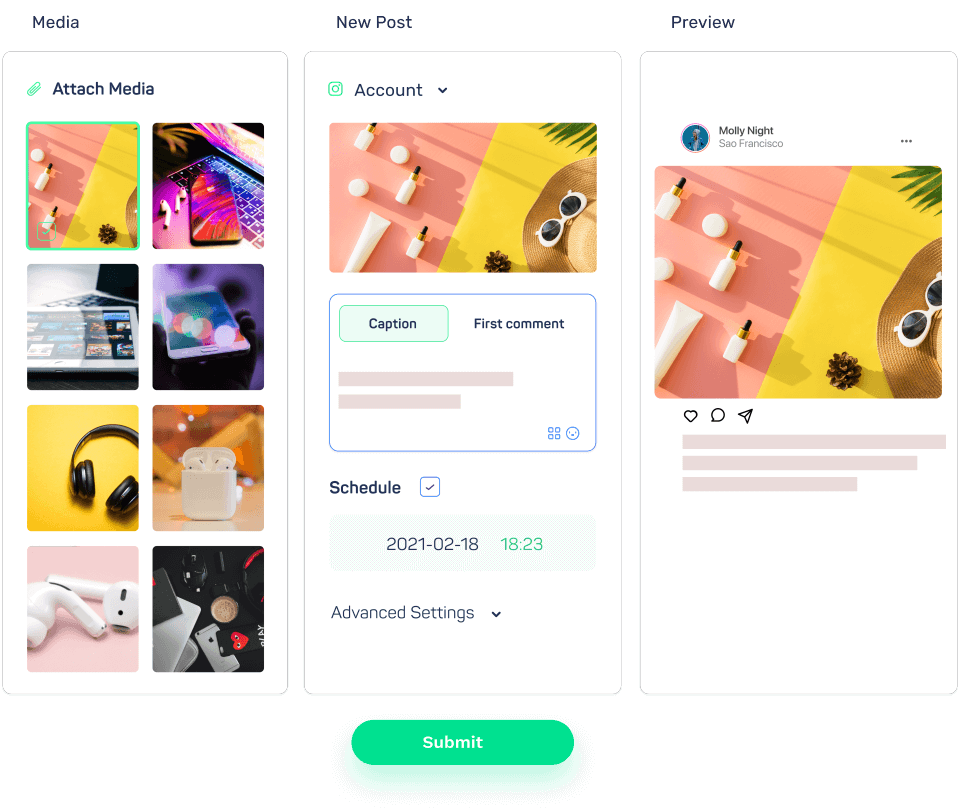 Media
New Post
Preview
Attach Media
Account
Caption
First comment
Schedule
2021-02-18 18:23
Advanced Settings
Molly Night
Sao Francisco
Submit